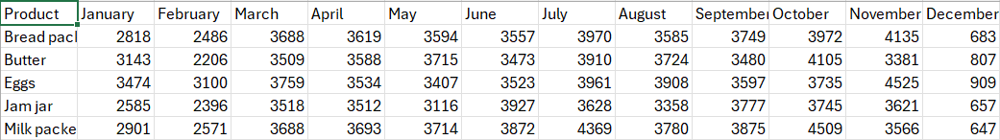 Product January February March April May June July August September October November December
Bread pacl 2818 2486 3688 3619 3594 3557 3970 3585 3749 3972 4135 683
Butter 3143 2206 3509 3588 3715 3473 3910 3724 3480 4105 3381 807
Eggs 3474 3100 3759 3534 3407 3523 3961 3908 3597 3735 4525 909
Jam jar 2585 2396 3518 3512 3116 3927 3628 3358 3777 3745 3621 657
Milk packe 2901 2571 3688 3693 3714 3872 4369 3780 3875 4509 3566 647